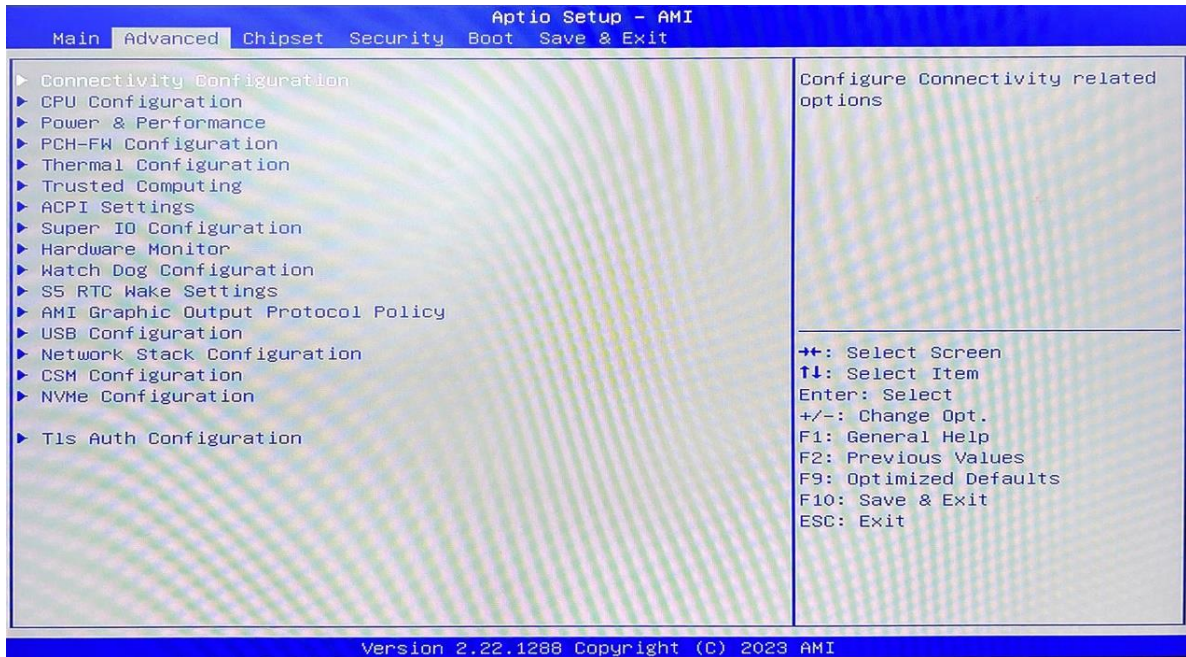 Aptio Setup – AMI
Main Advanced Chipset Security Boot Save & Exit
► Connectivity Configuration
► CPU Configuration
► Power & Performance
► PCH-FW Configuration
► Thermal Configuration
► Trusted Computing
► ACPI Settings
► Super IO Configuration
► Hardware Monitor
► Watch Dog Configuration
► S5 RTC Wake Settings
► AMI Graphic Output Protocol Policy
► USB Configuration
► Network Stack Configuration
► CSM Configuration
► NVMe Configuration
► Tls Auth Configuration
Configure Connectivity related
options
→←: Select Screen
↑↓: Select Item
Enter: Select
+/-: Change Opt.
F1: General Help
F2: Previous Values
F9: Optimized Defaults
F10: Save & Exit
ESC: Exit
Version 2.22.1288 Copyright (C) 2023 AMI